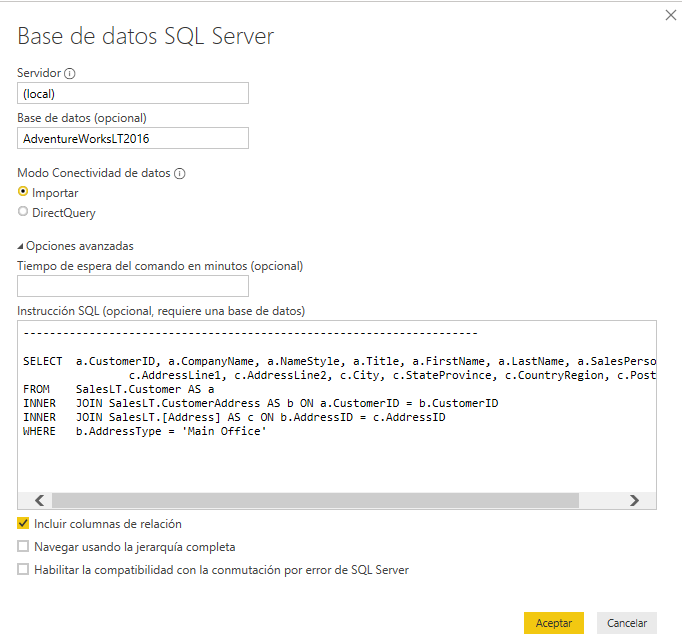 Base de datos SQL Server
Servidor
(local)
Base de datos (opcional)
AdventureWorksLT2016
Modo Conectividad de datos
Importar
DirectQuery
Opciones avanzadas
Tiempo de espera del comando en minutos (opcional)
Instrucción SQL (opcional, requiere una base de datos)
---------------------------------------------------------------------
SELECT a.CustomerID, a.CompanyName, a.NameStyle, a.Title, a.FirstName, a.LastName, a.SalesPerso
c.AddressLine1, c.AddressLine2, c.City, c.StateProvince, c.CountryRegion, c.Post
FROM SalesLT.Customer AS a
INNER JOIN SalesLT.CustomerAddress AS b ON a.CustomerID = b.CustomerID
INNER JOIN SalesLT.[Address] AS c ON b.AddressID = c.AddressID
WHERE b.AddressType = 'Main Office'
Incluir columnas de relación
Navegar usando la jerarquía completa
Habilitar la compatibilidad con la conmutación por error de SQL Server
Aceptar Cancelar